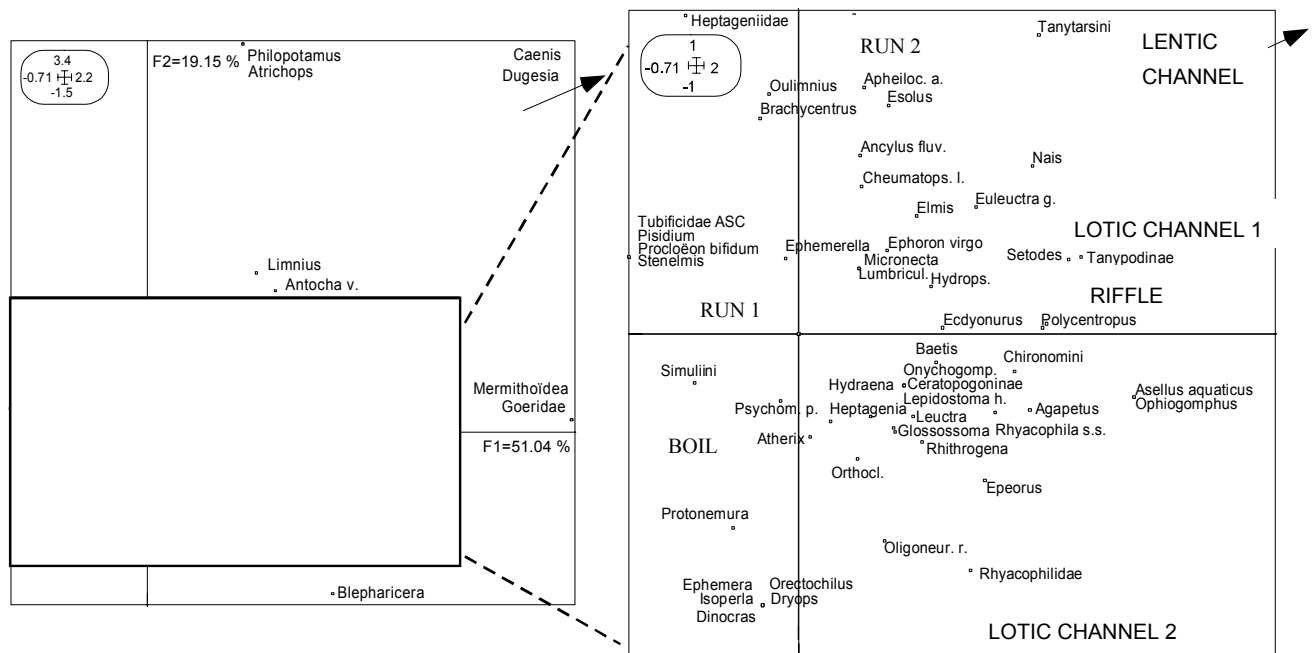 3.4
-0.71 2.2
-1.5
F2=19.15 %
Philopotamus
Atrichops
Caenis
Dugesia
Limnius
Antocha v.
Mermithoïdea
Goeridae
F1=51.04 %
Blepharicera
Heptageniidae
1
-0.71 2
-1
RUN 2
Tanytarsini
LENTIC
CHANNEL
Oulimnius
Apheiloc. a.
Esolus
Brachycentrus
Ancylus fluv.
Nais
Cheumatops. l.
Euleuctra g.
Elmis
Tubificidae ASC
Pisidium
Procloëon bifidum
Stenelmis
LOTIC CHANNEL 1
Ephemerella
Ephoron virgo
Setodes
Tanypodinae
Micronecta
Lumbricul.
Hydrops.
RIFFLE
RUN 1
Ecdyonurus
Polycentropus
Baetis
Chironomini
Simuliini
Onychogomp.
Hydraena
Ceratopogoninae
Asellus aquaticus
Ophiogomphus
Lepidostoma h.
Psychom. p.
Heptagenia
Leuctra
Agapetus
BOIL
Atherix
Glossossoma
Rhyacophila s.s.
Rhithrogena
Orthocl.
Epeorus
Protonemura
Oligoneur. r.
Rhyacophilidae
Ephemera
Orectochilus
Isoperla
Dryops
Dinocras
LOTIC CHANNEL 2